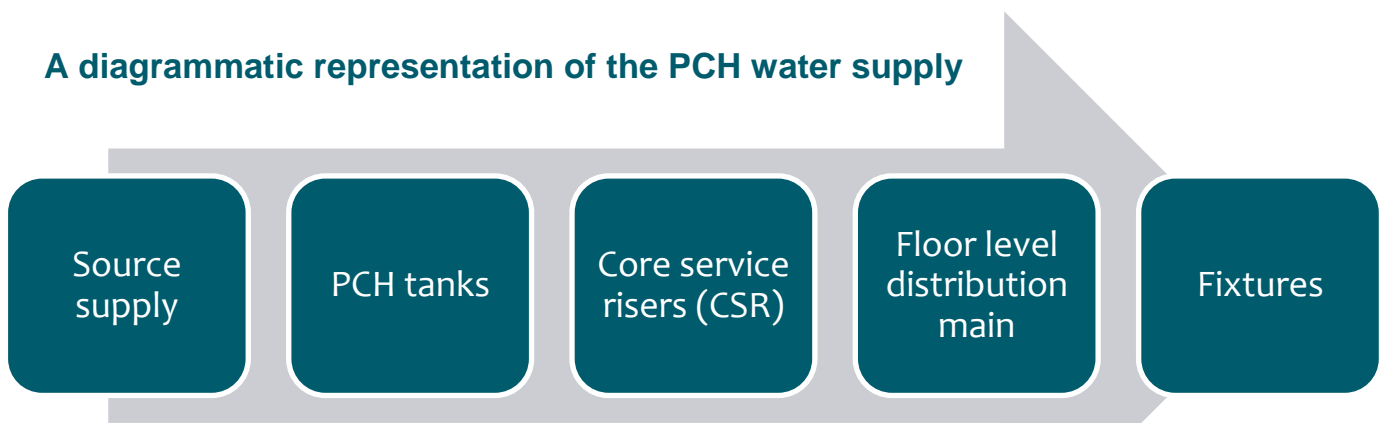 A diagrammatic representation of the PCH water supply
Source
supply
PCH tanks
Core service
risers (CSR)
Floor level
distribution
main
Fixtures